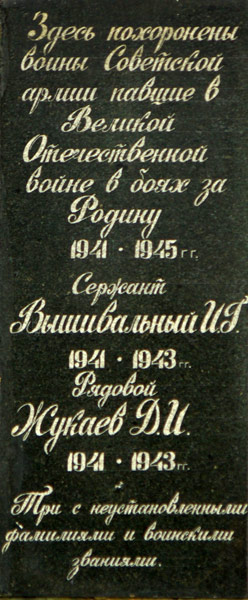 Здесь похоронены
воины Советской
армии павшие в
Великой
Отечественной
войне в боях за
Родину
1941 · 1945 гг.
Сержант
Вышивальный И.Г
1941 · 1943 гг.
Рядовой
Жукаев Д.И.
1941 · 1943 гг.
Три с неустановленными
фамилиями и воинскими
званиями.